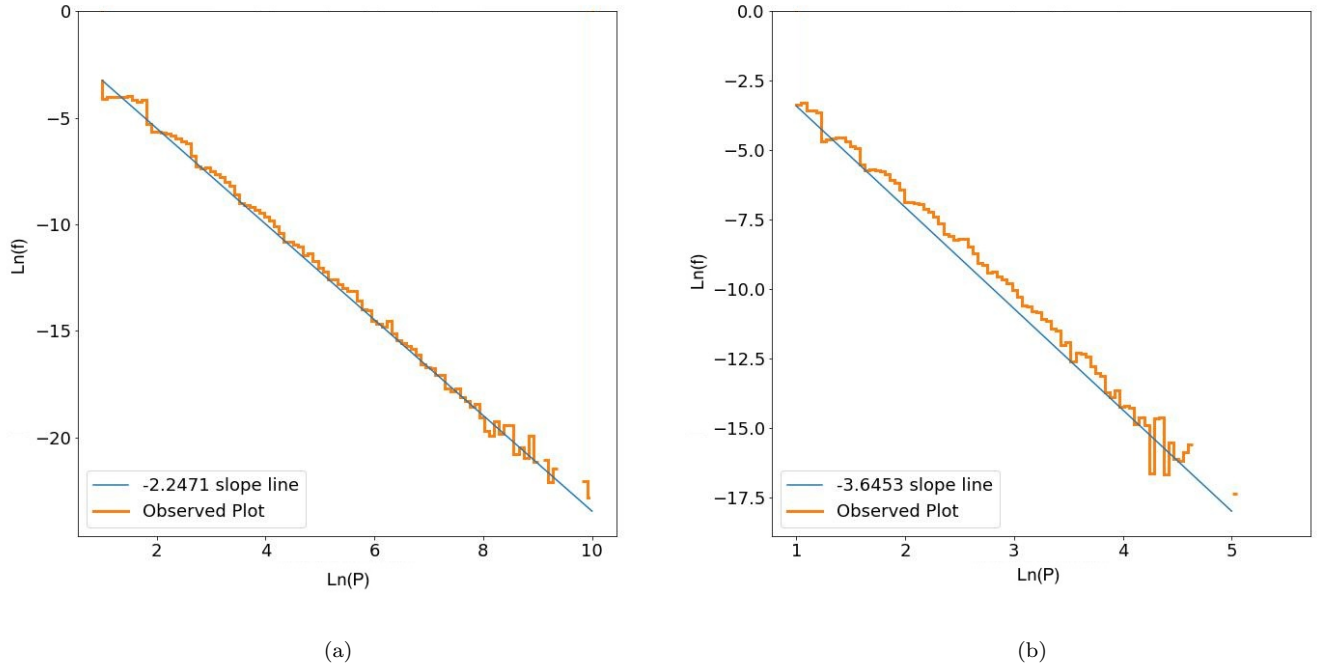 0
−5
−10
−15
−20
Ln(f)
2
4
6
8
10
Ln(P)
-2.2471 slope line
Observed Plot
(a)
0.0
−2.5
−5.0
−7.5
−10.0
−12.5
−15.0
−17.5
Ln(f)
1
2
3
4
5
Ln(P)
-3.6453 slope line
Observed Plot
(b)